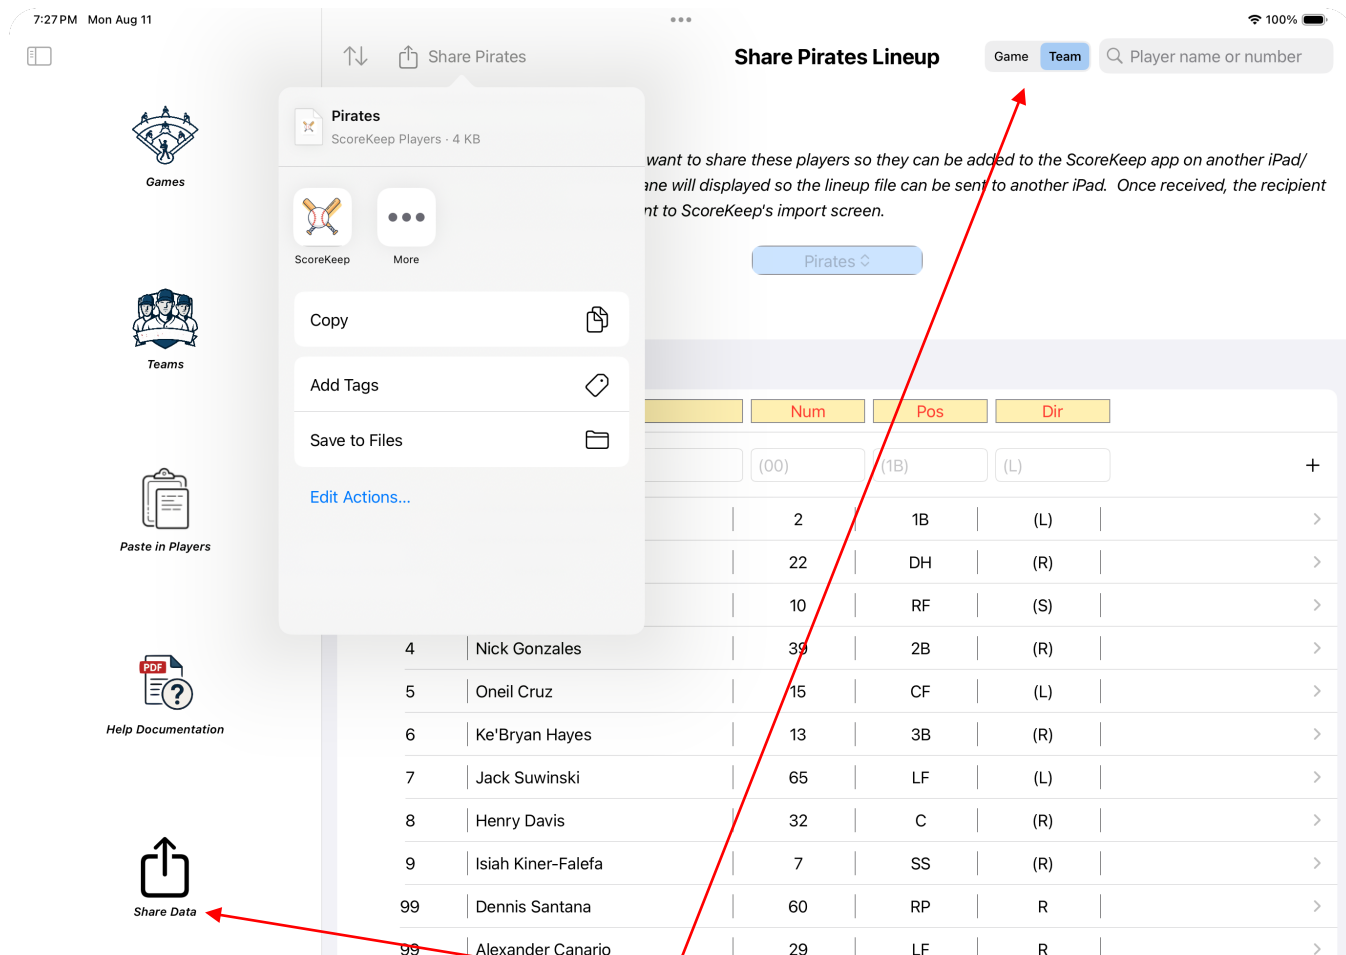 7:27 PM Mon Aug 11
100%
Share Pirates
Share Pirates Lineup
Game
Team
Player name or number
Games
Teams
Paste in Players
PDF
Help Documentation
Share Data
Pirates
ScoreKeep Players · 4 KB
ScoreKeep
More
Copy
Add Tags
Save to Files
Edit Actions...
want to share these players so they can be added to the ScoreKeep app on another iPad/
will displayed so the lineup file can be sent to another iPad. Once received, the recipient
to ScoreKeep's import screen.
Pirates
Num Pos Dir
(00) (1B) (L)
2 1B (L)
22 DH (R)
10 RF (S)
4 Nick Gonzales 39 2B (R)
5 Oneil Cruz 15 CF (L)
6 Ke'Bryan Hayes 13 3B (R)
7 Jack Suwinski 65 LF (L)
8 Henry Davis 32 C (R)
9 Isiah Kiner-Falefa 7 SS (R)
99 Dennis Santana 60 RP R
99 Alexander Canario 29 LF R